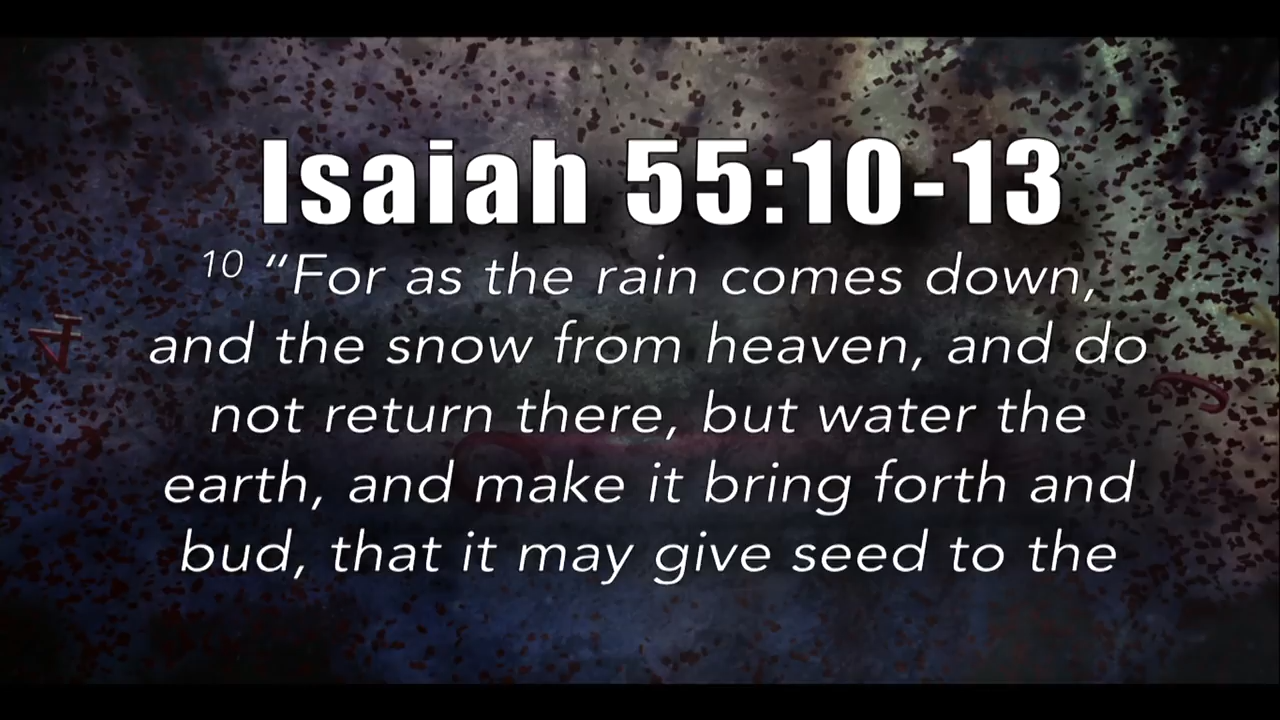 Isaiah 55:10-13
10 “For as the rain comes down,
and the snow from heaven, and do
not return there, but water the
earth, and make it bring forth and
bud, that it may give seed to the